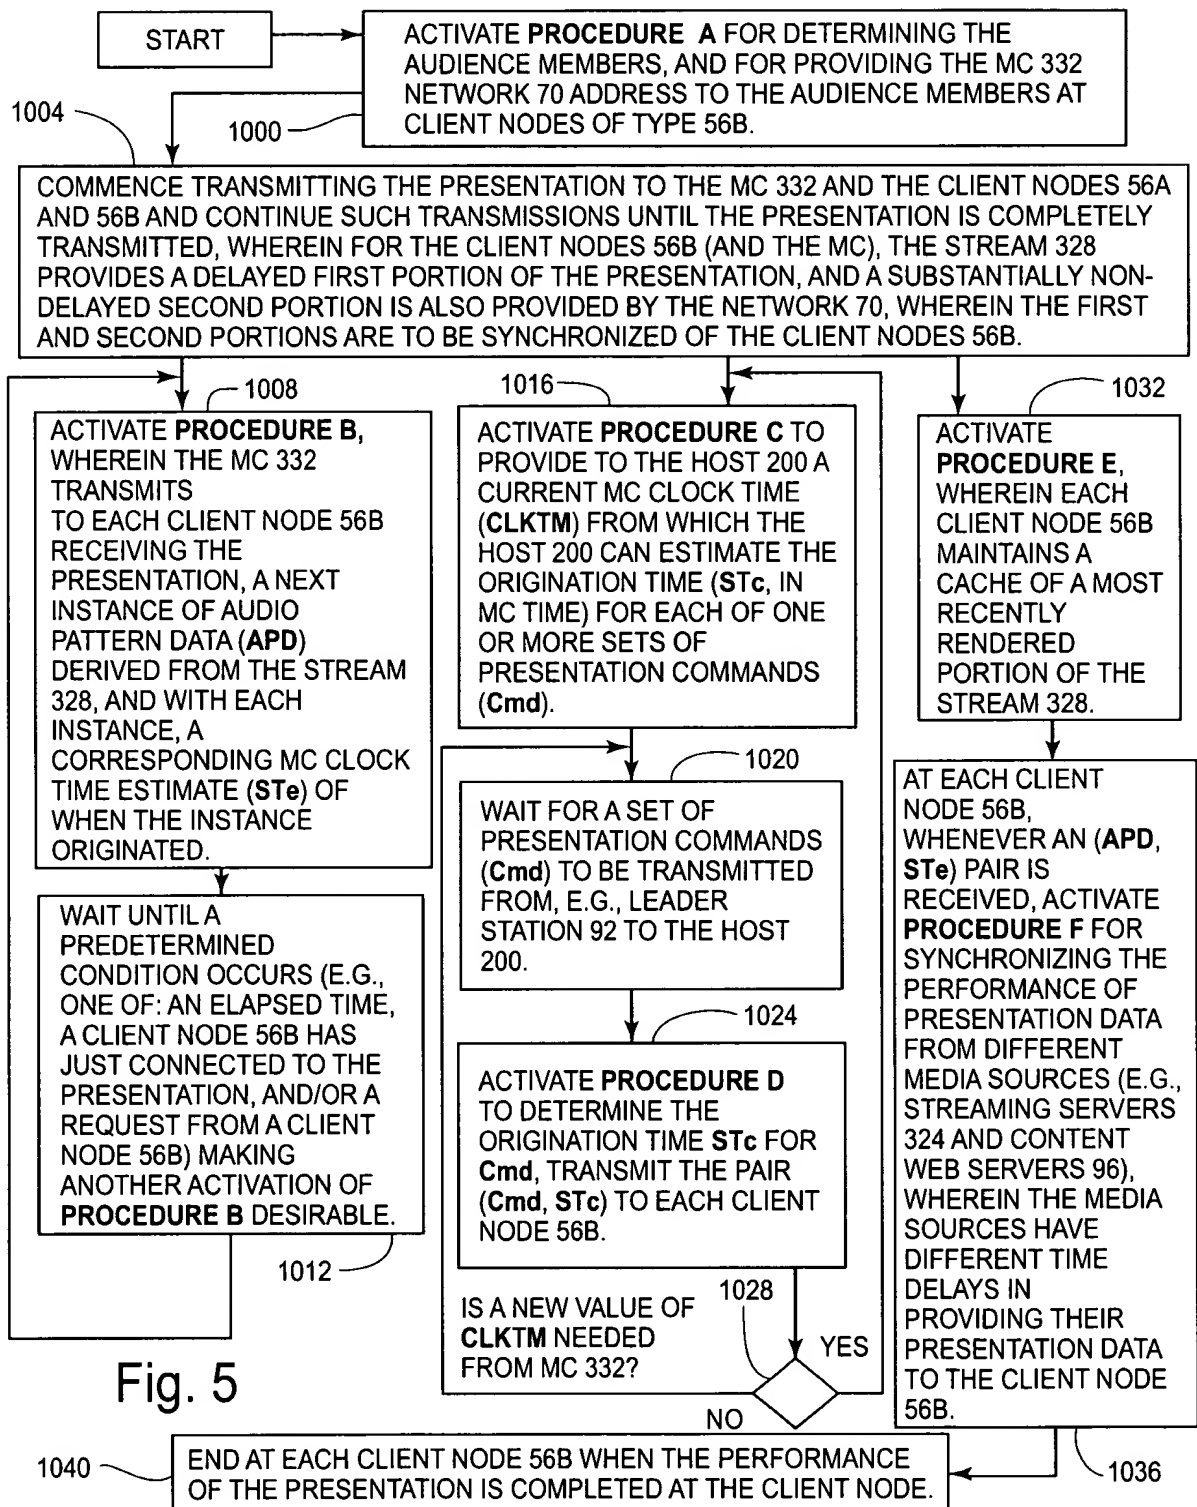 START
ACTIVATE PROCEDURE A FOR DETERMINING THE
AUDIENCE MEMBERS, AND FOR PROVIDING THE MC 332
NETWORK 70 ADDRESS TO THE AUDIENCE MEMBERS AT
CLIENT NODES OF TYPE 56B.
1000
1004
COMMENCE TRANSMITTING THE PRESENTATION TO THE MC 332 AND THE CLIENT NODES 56A
AND 56B AND CONTINUE SUCH TRANSMISSIONS UNTIL THE PRESENTATION IS COMPLETELY
TRANSMITTED, WHEREIN FOR THE CLIENT NODES 56B (AND THE MC), THE STREAM 328
PROVIDES A DELAYED FIRST PORTION OF THE PRESENTATION, AND A SUBSTANTIALLY NON-
DELAYED SECOND PORTION IS ALSO PROVIDED BY THE NETWORK 70, WHEREIN THE FIRST
AND SECOND PORTIONS ARE TO BE SYNCHRONIZED OF THE CLIENT NODES 56B.
1008
ACTIVATE PROCEDURE B,
WHEREIN THE MC 332
TRANSMITS
TO EACH CLIENT NODE 56B
RECEIVING THE
PRESENTATION, A NEXT
INSTANCE OF AUDIO
PATTERN DATA (APD)
DERIVED FROM THE STREAM
328, AND WITH EACH
INSTANCE, A
CORRESPONDING MC CLOCK
TIME ESTIMATE (STe) OF
WHEN THE INSTANCE
ORIGINATED.
WAIT UNTIL A
PREDETERMINED
CONDITION OCCURS (E.G.,
ONE OF: AN ELAPSED TIME,
A CLIENT NODE 56B HAS
JUST CONNECTED TO THE
PRESENTATION, AND/OR A
REQUEST FROM A CLIENT
NODE 56B) MAKING
ANOTHER ACTIVATION OF
PROCEDURE B DESIRABLE.
1012
1016
ACTIVATE PROCEDURE C TO
PROVIDE TO THE HOST 200 A
CURRENT MC CLOCK TIME
(CLKTM) FROM WHICH THE
HOST 200 CAN ESTIMATE THE
ORIGINATION TIME (STc, IN
MC TIME) FOR EACH OF ONE
OR MORE SETS OF
PRESENTATION COMMANDS
(Cmd).
1020
WAIT FOR A SET OF
PRESENTATION COMMANDS
(Cmd) TO BE TRANSMITTED
FROM, E.G., LEADER
STATION 92 TO THE HOST
200.
1024
ACTIVATE PROCEDURE D
TO DETERMINE THE
ORIGINATION TIME STc FOR
Cmd, TRANSMIT THE PAIR
(Cmd, STc) TO EACH CLIENT
NODE 56B.
1028
IS A NEW VALUE OF
CLKTM NEEDED
FROM MC 332?
YES
NO
1032
ACTIVATE
PROCEDURE E,
WHEREIN EACH
CLIENT NODE 56B
MAINTAINS A
CACHE OF A MOST
RECENTLY
RENDERED
PORTION OF THE
STREAM 328.
AT EACH CLIENT
NODE 56B,
WHENEVER AN (APD,
STe) PAIR IS
RECEIVED, ACTIVATE
PROCEDURE F FOR
SYNCHRONIZING THE
PERFORMANCE OF
PRESENTATION DATA
FROM DIFFERENT
MEDIA SOURCES (E.G.,
STREAMING SERVERS
324 AND CONTENT
WEB SERVERS 96),
WHEREIN THE MEDIA
SOURCES HAVE
DIFFERENT TIME
DELAYS IN
PROVIDING THEIR
PRESENTATION DATA
TO THE CLIENT NODE
56B.
1036
Fig. 5
1040
END AT EACH CLIENT NODE 56B WHEN THE PERFORMANCE
OF THE PRESENTATION IS COMPLETED AT THE CLIENT NODE.